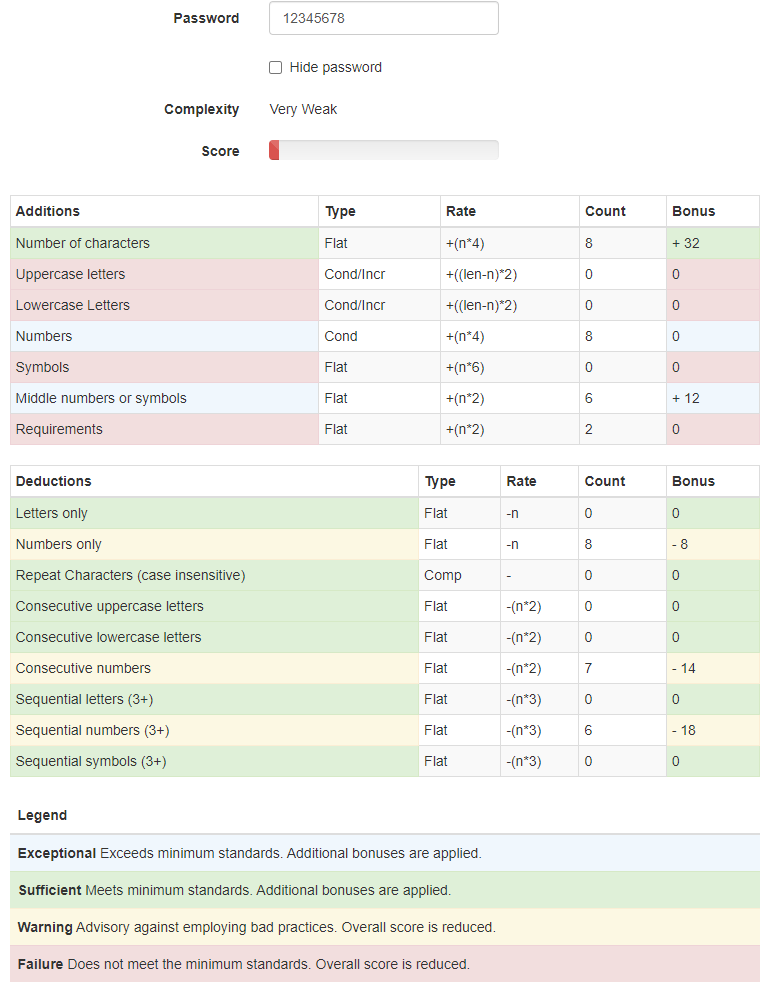 Password 12345678
Hide password
Complexity Very Weak
Score
Additions Type Rate Count Bonus
Number of characters Flat +(n*4) 8 + 32
Uppercase letters Cond/Incr +((len-n)*2) 0 0
Lowercase Letters Cond/Incr +((len-n)*2) 0 0
Numbers Cond +(n*4) 8 0
Symbols Flat +(n*6) 0 0
Middle numbers or symbols Flat +(n*2) 6 + 12
Requirements Flat +(n*2) 2 0
Deductions Type Rate Count Bonus
Letters only Flat -n 0 0
Numbers only Flat -n 8 - 8
Repeat Characters (case insensitive) Comp - 0 0
Consecutive uppercase letters Flat -(n*2) 0 0
Consecutive lowercase letters Flat -(n*2) 0 0
Consecutive numbers Flat -(n*2) 7 - 14
Sequential letters (3+) Flat -(n*3) 0 0
Sequential numbers (3+) Flat -(n*3) 6 - 18
Sequential symbols (3+) Flat -(n*3) 0 0
Legend
Exceptional Exceeds minimum standards. Additional bonuses are applied.
Sufficient Meets minimum standards. Additional bonuses are applied.
Warning Advisory against employing bad practices. Overall score is reduced.
Failure Does not meet the minimum standards. Overall score is reduced.